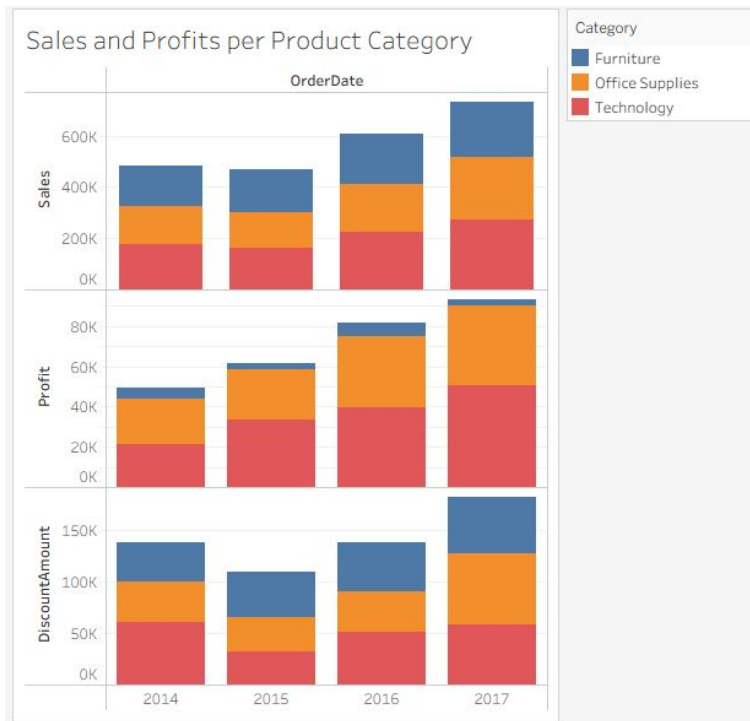 Sales and Profits per Product Category
Category
Furniture
Office Supplies
Technology
OrderDate
Sales
600K
400K
200K
0K
Profit
80K
60K
40K
20K
0K
DiscountAmount
150K
100K
50K
0K
2014 2015 2016 2017